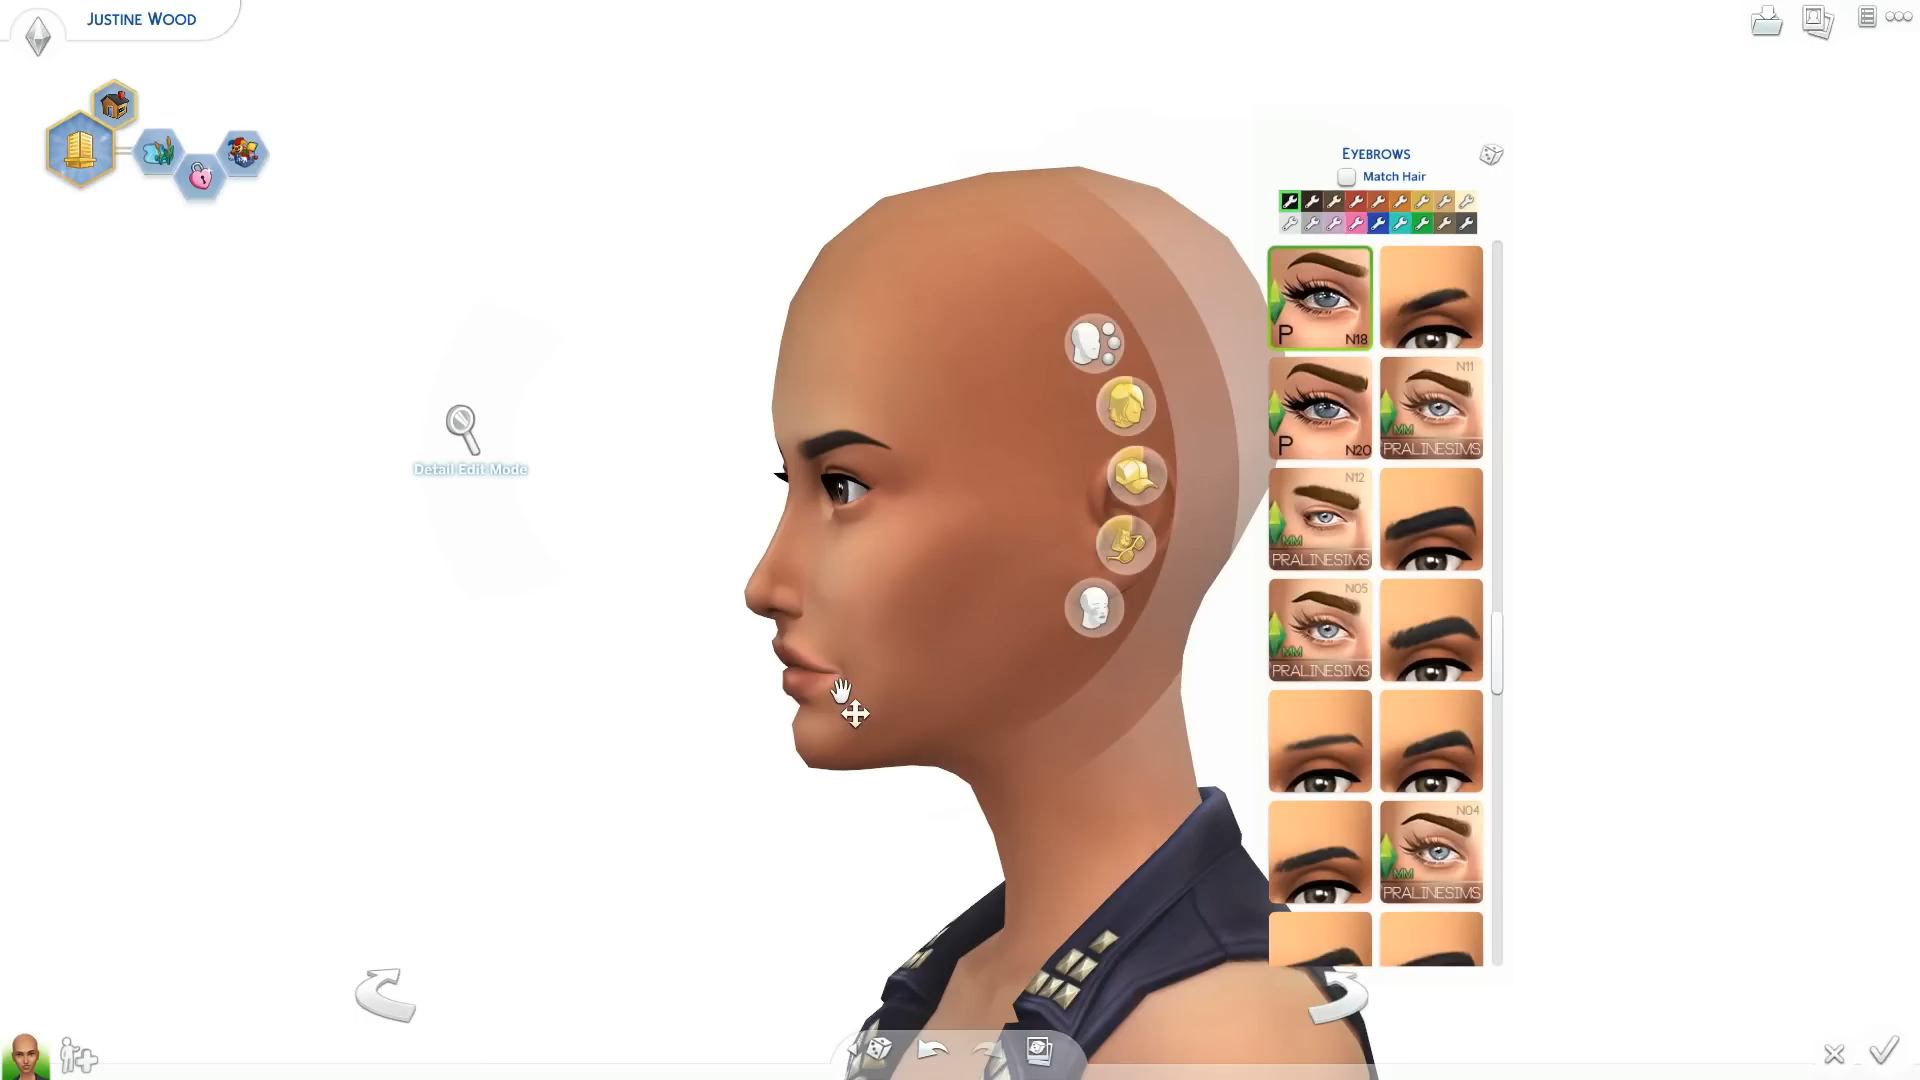 Justine Wood
Eyebrows
Match Hair
P N18
P N20
N11
MM
PRALINESIMS
N12
MM
PRALINESIMS
N05
MM
PRALINESIMS
N04
MM
PRALINESIMS
Detail Edit Mode